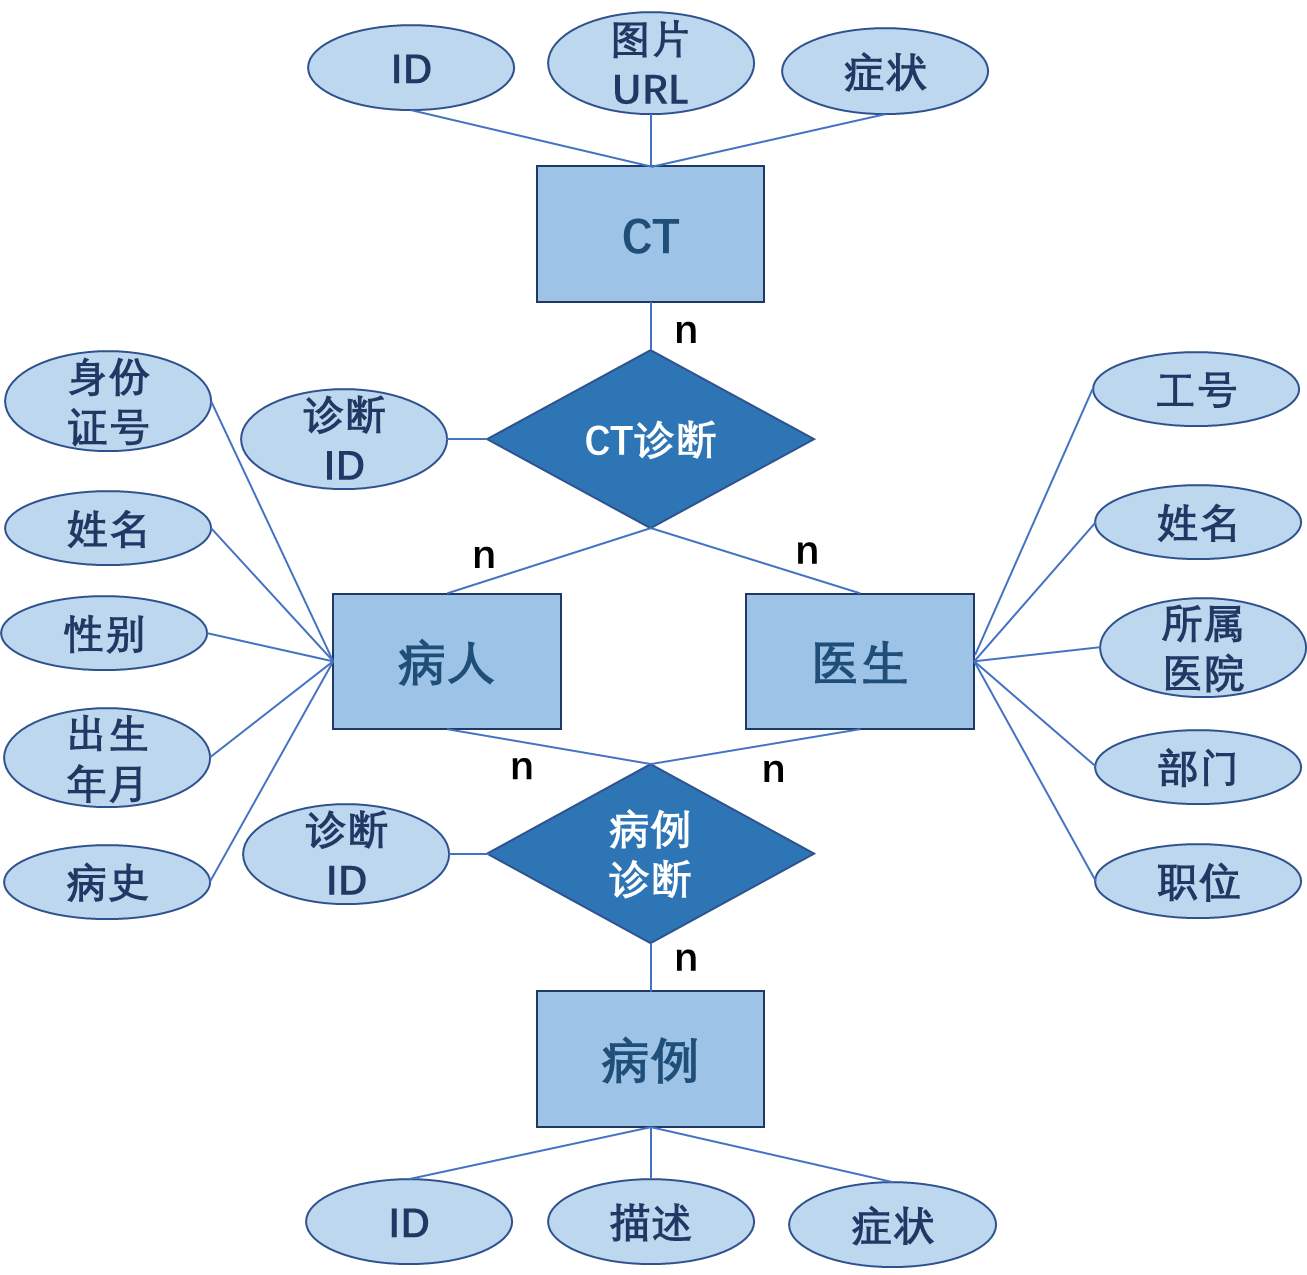 ID
图片
URL
症状
CT
n
身份
证号
诊断
ID
CT诊断
工号
姓名
n
n
姓名
性别
病人
医生
所属
医院
出生
年月
n
n
部门
诊断
ID
病例
诊断
病史
职位
n
病例
ID
描述
症状